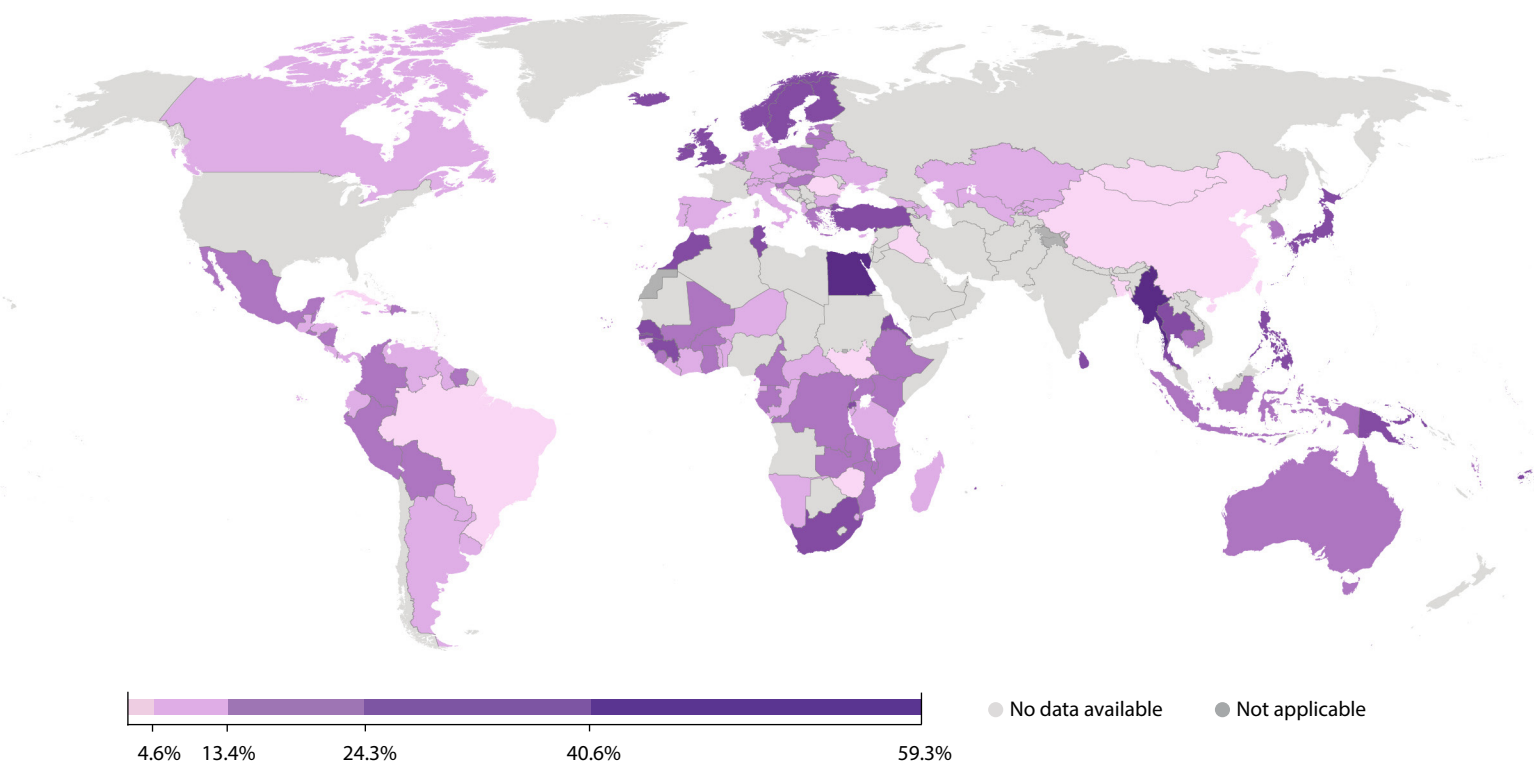 No data available
Not applicable
4.6%
13.4%
24.3%
40.6%
59.3%